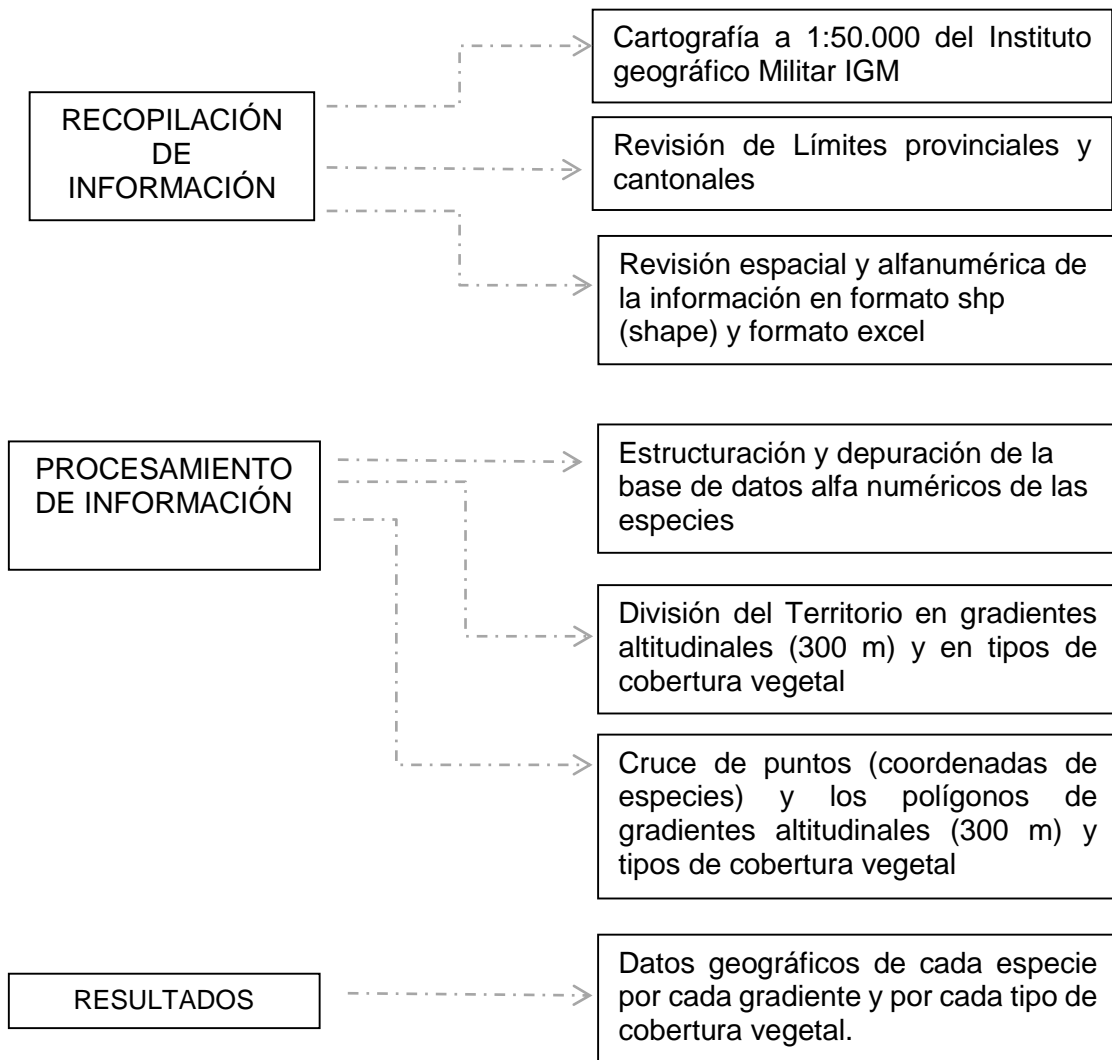 RECOPILACIÓN
DE
INFORMACIÓN
Cartografía a 1:50.000 del Instituto
geográfico Militar IGM
Revisión de Límites provinciales y
cantonales
Revisión espacial y alfanumérica de
la información en formato shp
(shape) y formato excel
PROCESAMIENTO
DE INFORMACIÓN
Estructuración y depuración de la
base de datos alfa numéricos de las
especies
División del Territorio en gradientes
altitudinales (300 m) y en tipos de
cobertura vegetal
Cruce de puntos (coordenadas de
especies) y los polígonos de
gradientes altitudinales (300 m) y
tipos de cobertura vegetal
RESULTADOS
Datos geográficos de cada especie
por cada gradiente y por cada tipo de
cobertura vegetal.